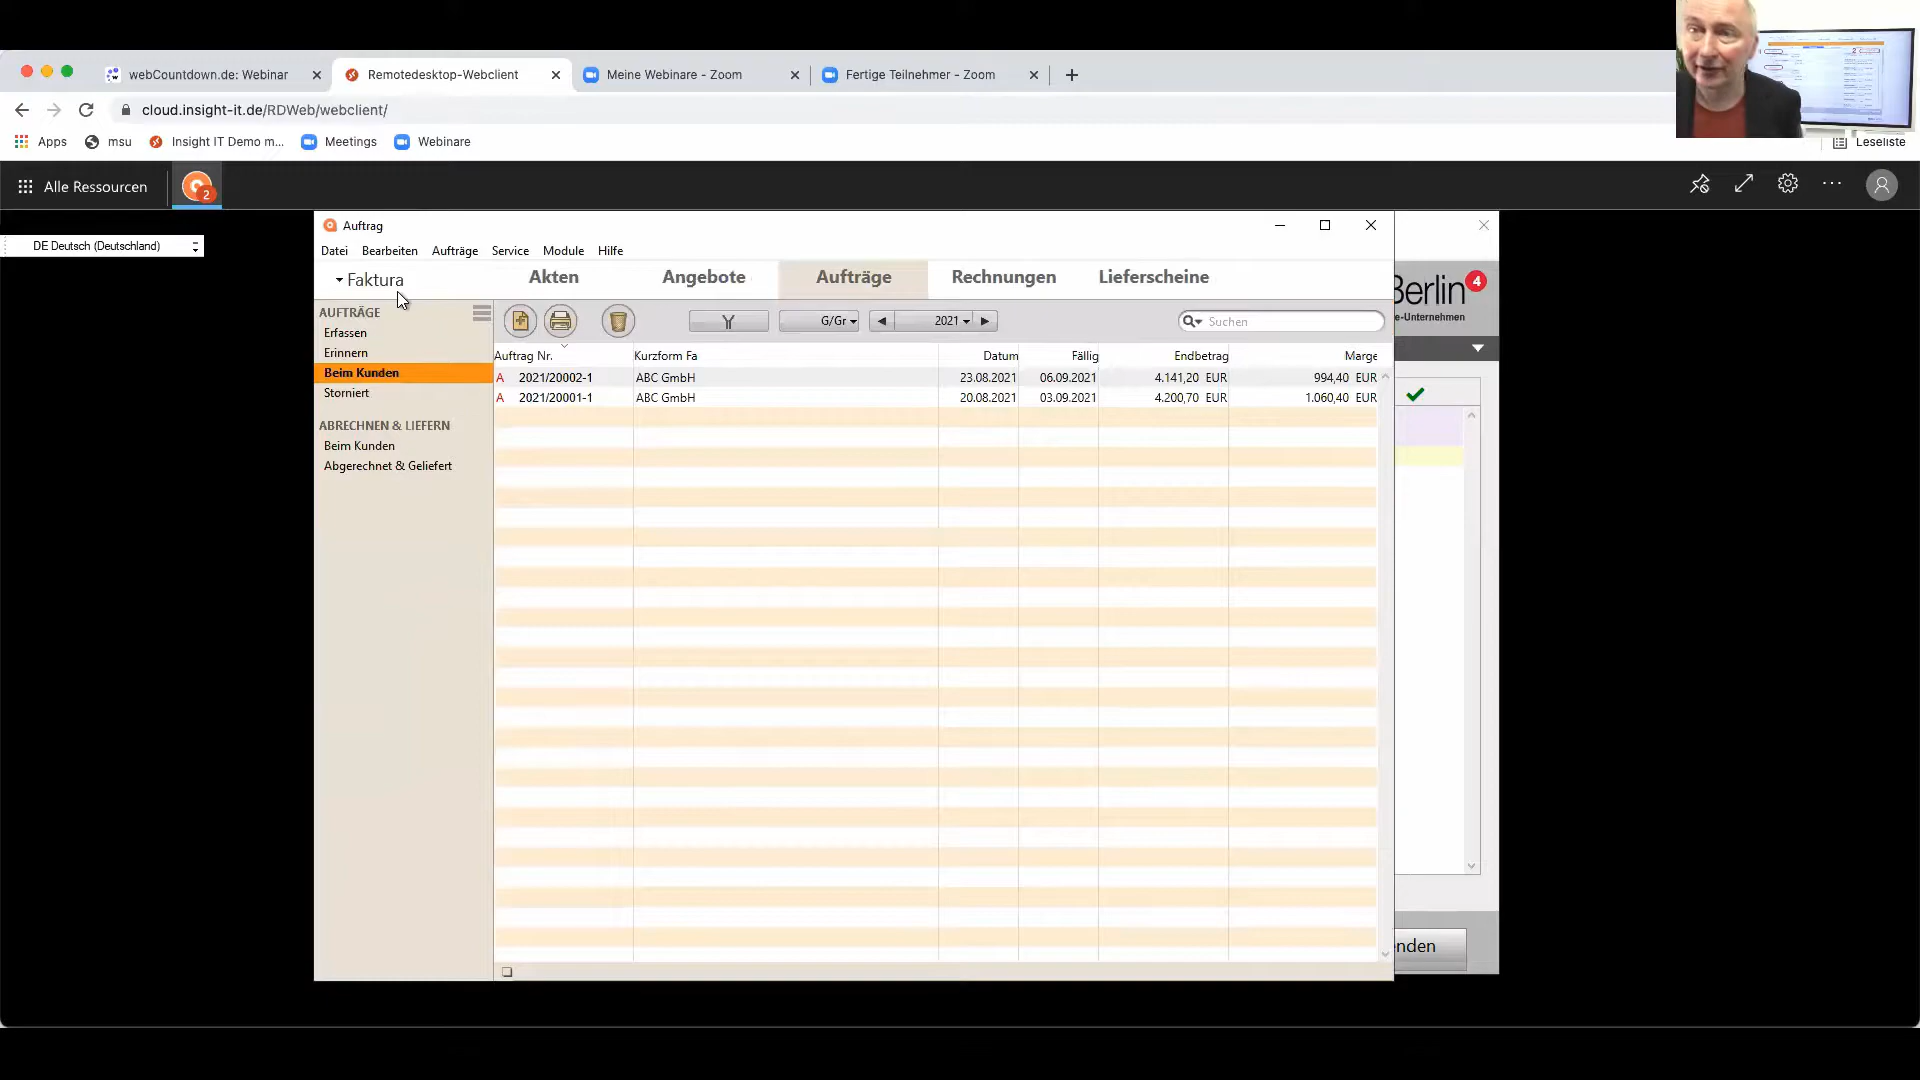 webCountdown.de: Webinar
Remotedesktop-Webclient
Meine Webinare - Zoom
Fertige Teilnehmer - Zoom
cloud.insight-it.de/RDWeb/webclient/
Apps
msu
Insight IT Demo m...
Meetings
Webinare
Leseliste
Alle Ressourcen
2
DE Deutsch (Deutschland)
Auftrag
Datei Bearbeiten Aufträge Service Module Hilfe
Faktura
Akten
Angebote
Aufträge
Rechnungen
Lieferscheine
Berlin
4
e-Unternehmen
AUFTRÄGE
Erfassen
Erinnern
Beim Kunden
Storniert
ABRECHNEN & LIEFERN
Beim Kunden
Abgerechnet & Geliefert
G/Gr
2021
Suchen
Auftrag Nr. Kurzform Fa Datum Fällig Endbetrag Marge
A 2021/20002-1 ABC GmbH 23.08.2021 06.09.2021 4.141,20 EUR 994,40 EUR
A 2021/20001-1 ABC GmbH 20.08.2021 03.09.2021 4.200,70 EUR 1.060,40 EUR
enden